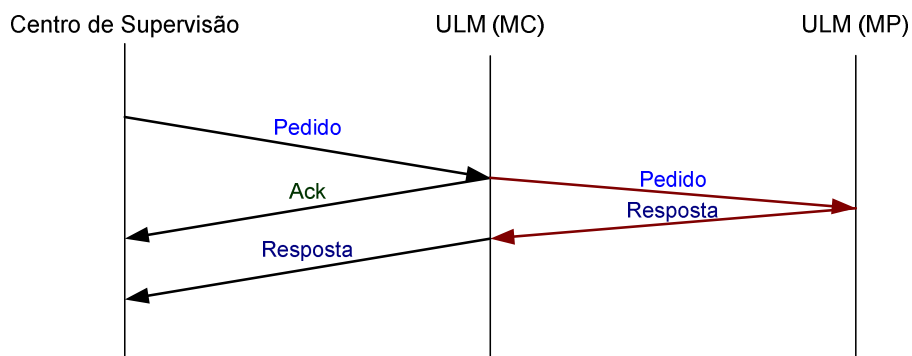 Centro de Supervisão
ULM (MC)
ULM (MP)
Pedido
Pedido
Ack
Resposta
Resposta